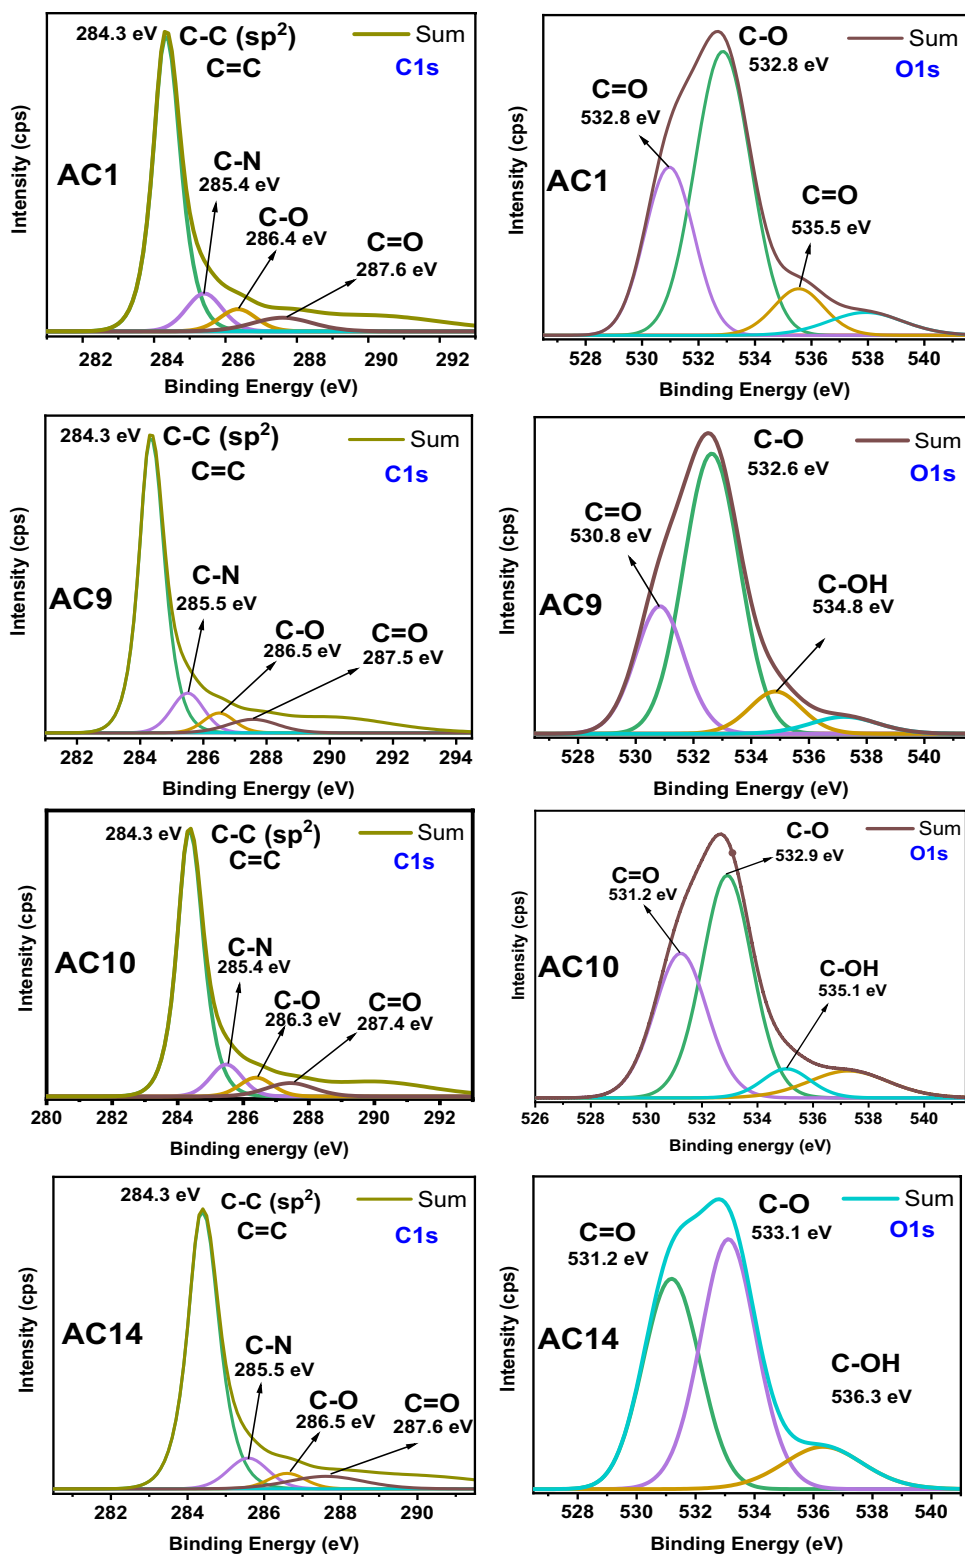 284.3 eV
C-C (sp²)
C=C
Sum
C1s
AC1
C-N
285.4 eV
C-O
286.4 eV
C=O
287.6 eV
Intensity (cps)
282 284 286 288 290 292
Binding Energy (eV)
C-O
532.8 eV
Sum
O1s
C=O
532.8 eV
AC1
C=O
535.5 eV
Intensity (cps)
528 530 532 534 536 538 540
Binding Energy (eV)
284.3 eV
C-C (sp²)
C=C
Sum
C1s
C-N
285.5 eV
AC9
C-O
286.5 eV
C=O
287.5 eV
Intensity (cps)
282 284 286 288 290 292 294
Binding Energy (eV)
C-O
532.6 eV
Sum
O1s
C=O
530.8 eV
AC9
C-OH
534.8 eV
Intensity (cps)
528 530 532 534 536 538 540
Binding Energy (eV)
284.3 eV
C-C (sp²)
C=C
Sum
C1s
AC10
C-N
285.4 eV
C-O
286.3 eV
C=O
287.4 eV
Intensity (cps)
280 282 284 286 288 290 292
Binding energy (eV)
C-O
532.9 eV
Sum
O1s
C=O
531.2 eV
AC10
C-OH
535.1 eV
Intensity (cps)
526 528 530 532 534 536 538 540
Binding energy (eV)
284.3 eV
C-C (sp²)
C=C
Sum
C1s
AC14
C-N
285.5 eV
C-O
286.5 eV
C=O
287.6 eV
Intensity (cps)
282 284 286 288 290
Binding Energy (eV)
C=O
531.2 eV
C-O
533.1 eV
Sum
O1s
AC14
C-OH
536.3 eV
Intensity (cps)
528 530 532 534 536 538 540
Binding Energy (eV)